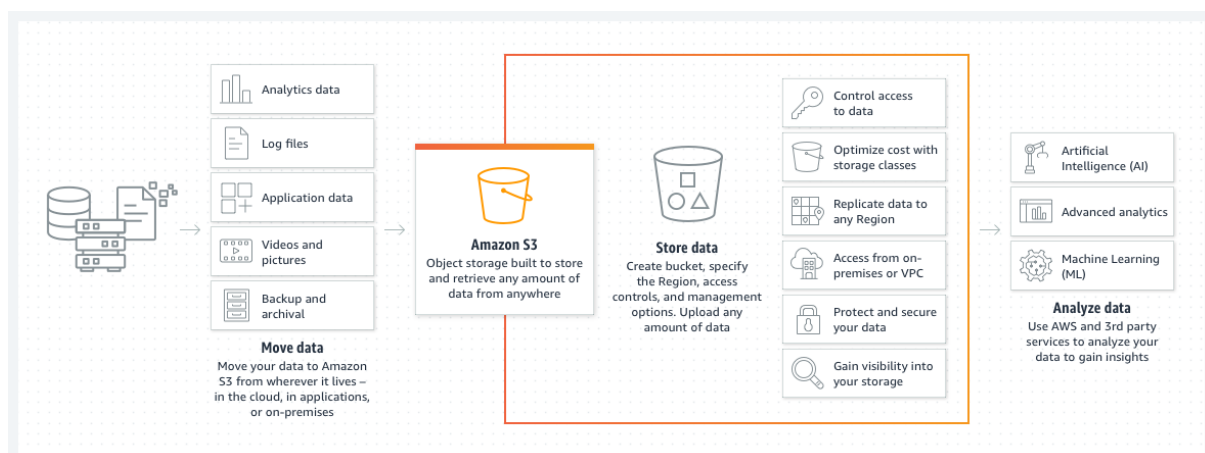 Analytics data
Log files
Application data
Videos and
pictures
Backup and
archival
Move data
Move your data to Amazon
S3 from wherever it lives –
in the cloud, in applications,
or on-premises
Amazon S3
Object storage built to store
and retrieve any amount of
data from anywhere
Store data
Create bucket, specify
the Region, access
controls, and management
options. Upload any
amount of data
Control access
to data
Optimize cost with
storage classes
Replicate data to
any Region
Access from on-
premises or VPC
Protect and secure
your data
Gain visibility into
your storage
Artificial
Intelligence (AI)
Advanced analytics
Machine Learning
(ML)
Analyze data
Use AWS and 3rd party
services to analyze your
data to gain insights